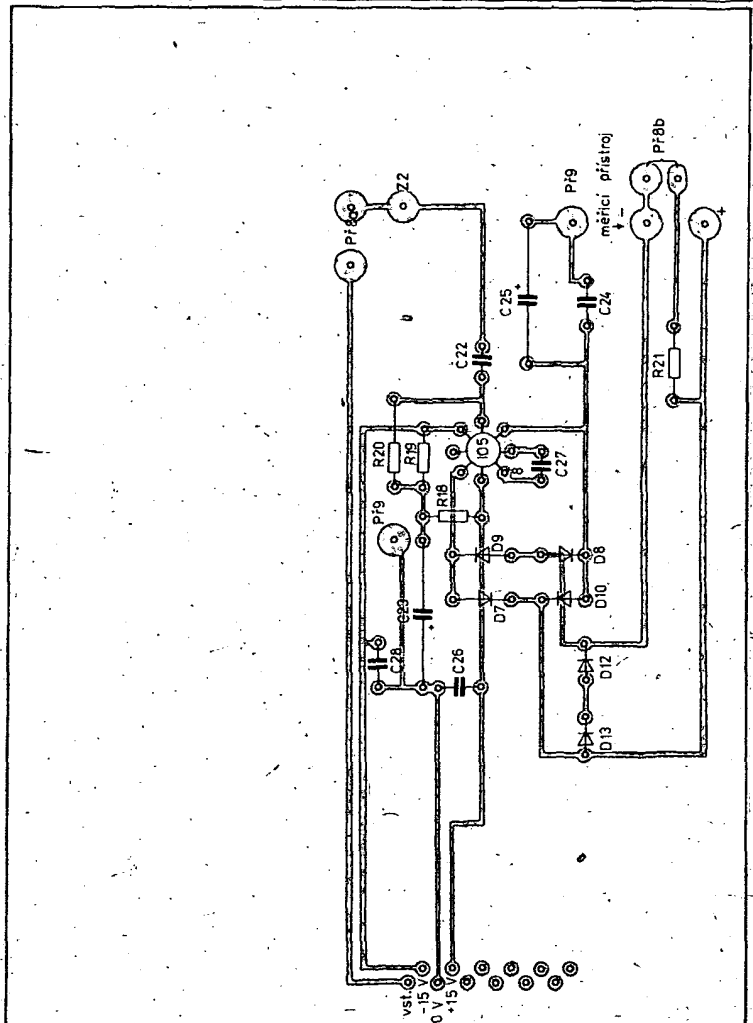 Př8a
Z2
měřicí přístroj
-
Př8b
+
Př9
C25
+
C24
C22
R21
R20
R19
IO5
8
C27
R18
Př9
D9
D8
C23
+
D7
D10
C28
C26
D12
D13
vst.
-15 V
0 V
+15 V